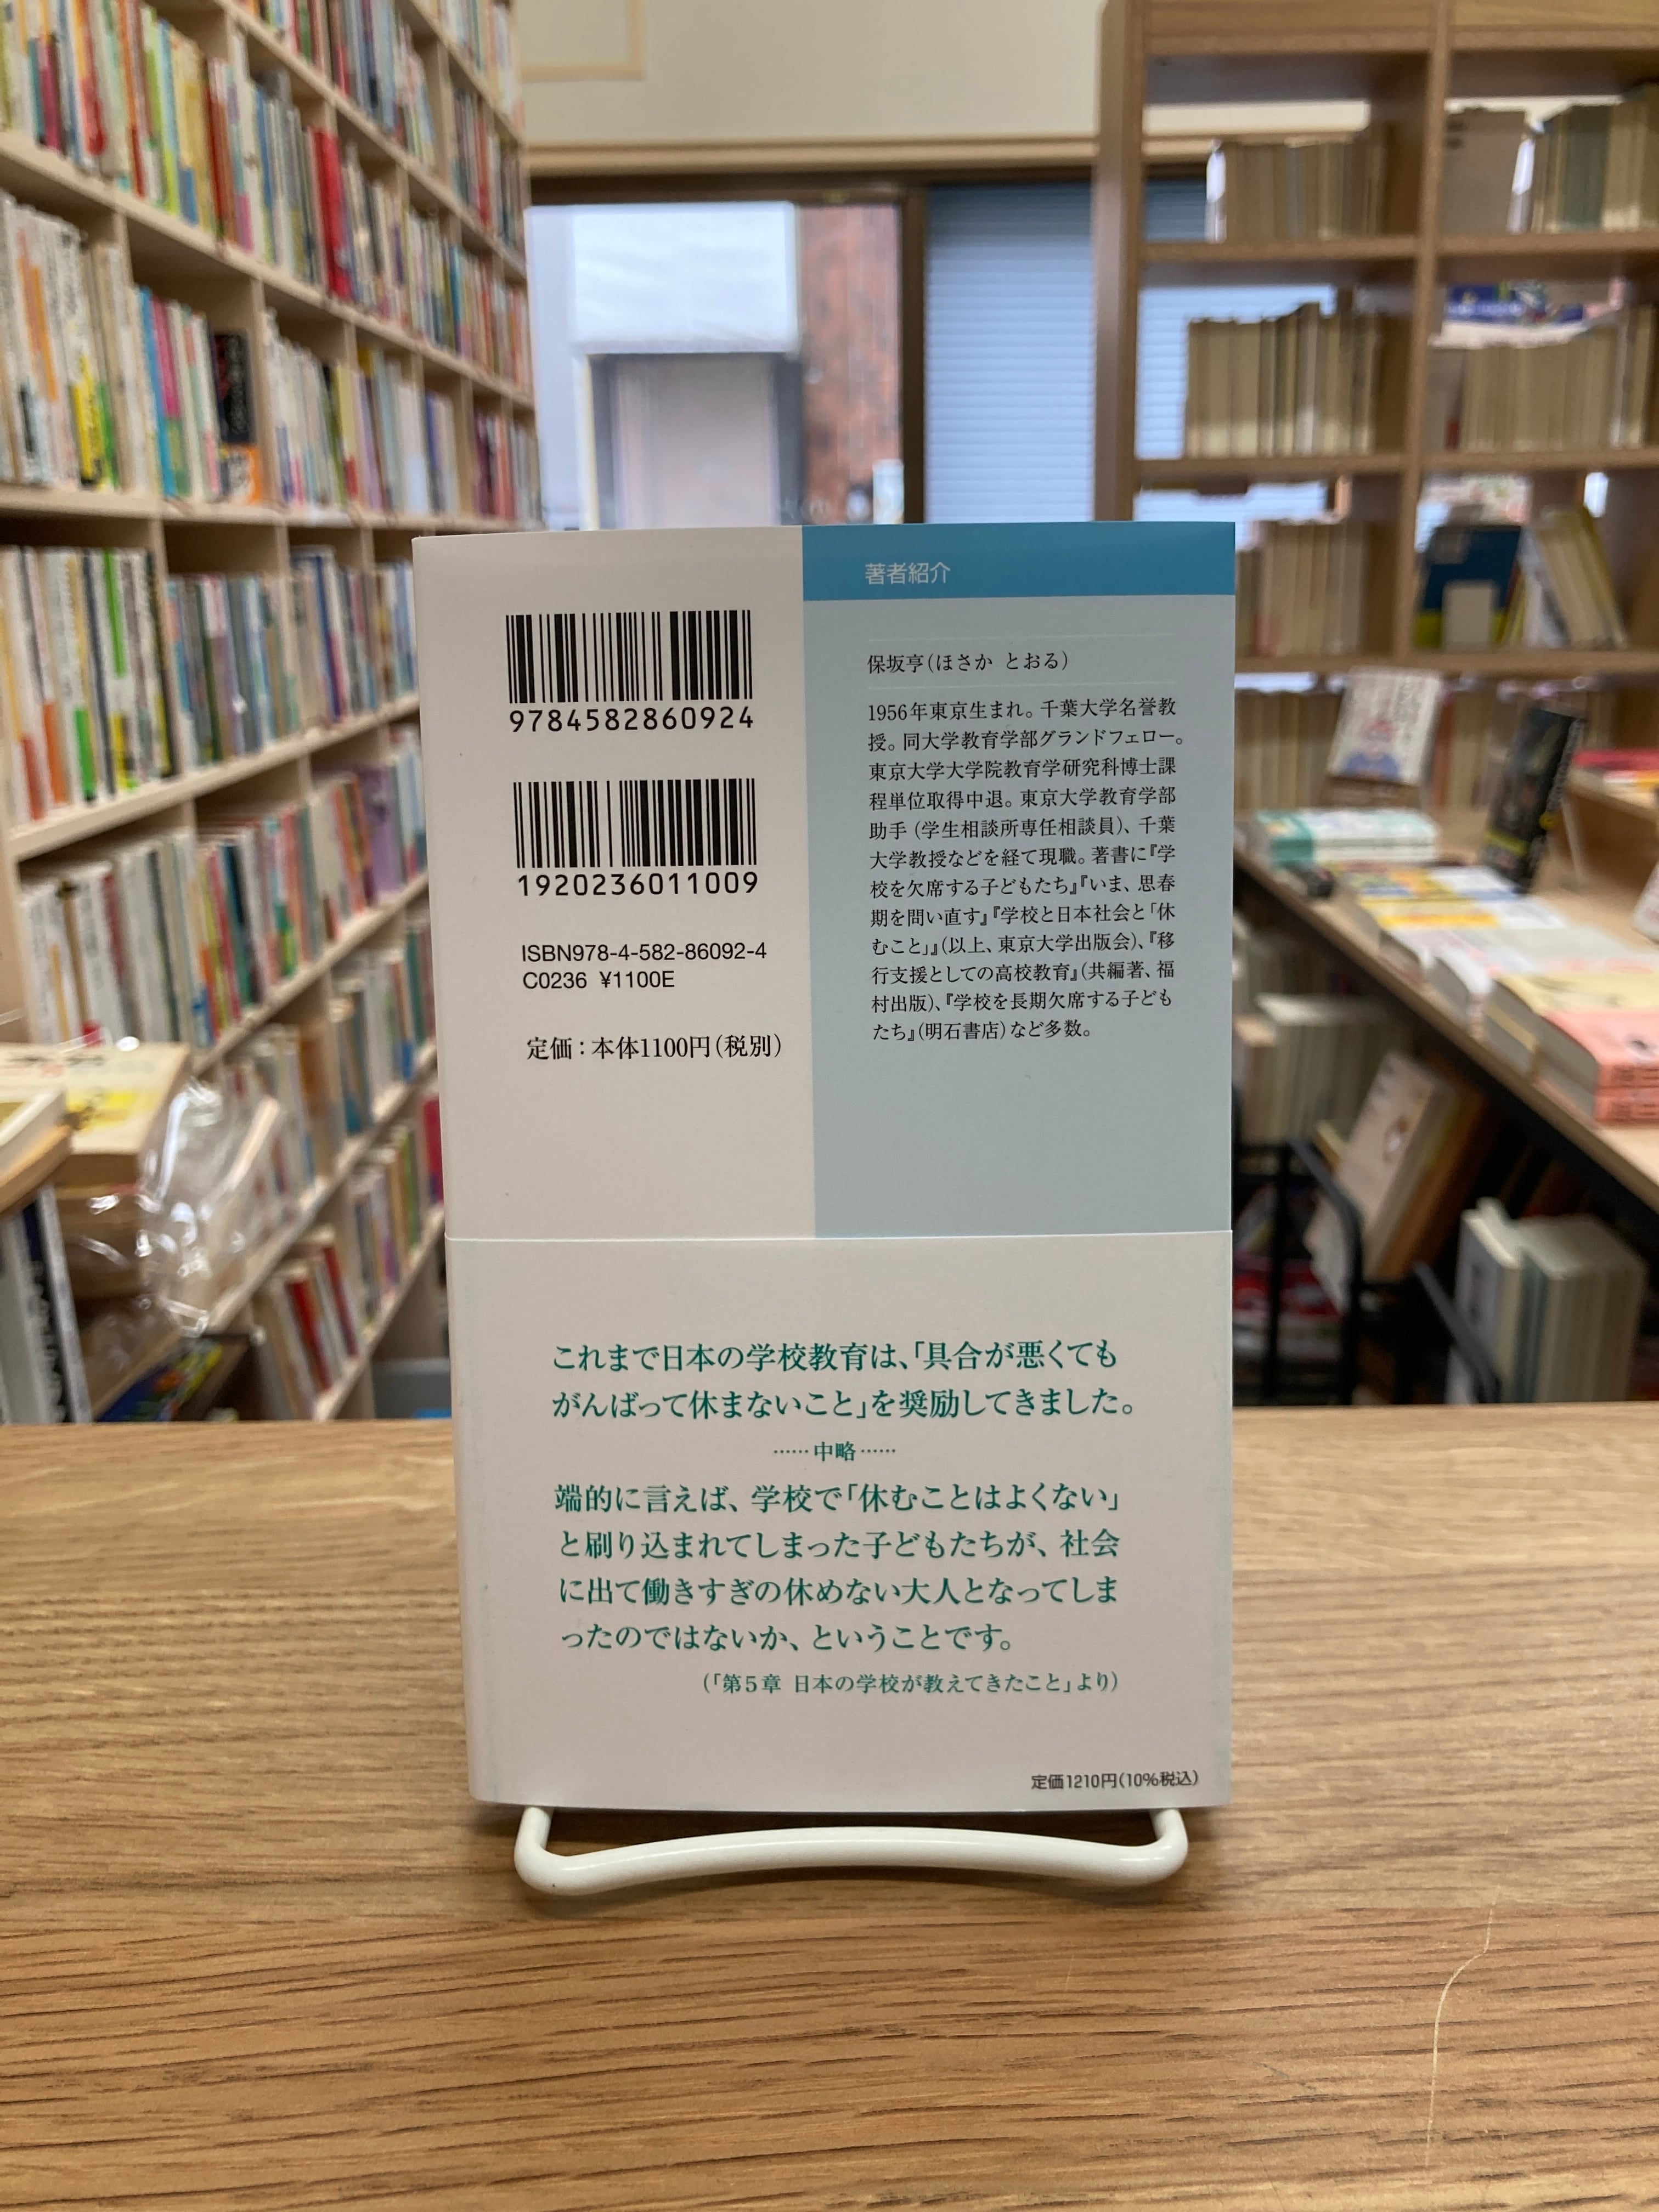 9784582860924
1920236011009
ISBN978-4-582-86092-4
C0236 ¥1100E
定価：本体1100円（税別）
著者紹介
保坂亨（ほさか とおる）
1956年東京生まれ。千葉大学名誉教
授。同大学教育学部グランドフェロー。
東京大学大学院教育学研究科博士課
程単位取得中退。東京大学教育学部
助手（学生相談所専任相談員）、千葉
大学教授などを経て現職。著書に『学
校を欠席する子どもたち』『いま、思春
期を問い直す』『学校と日本社会と「休
むこと」』（以上、東京大学出版会）、『移
行支援としての高校教育』（共編著、福
村出版）、『学校を長期欠席する子ども
たち』（明石書店）など多数。
これまで日本の学校教育は、「具合が悪くても
がんばって休まないこと」を奨励してきました。
……中略……
端的に言えば、学校で「休むことはよくない」
と刷り込まれてしまった子どもたちが、社会
に出て働きすぎの休めない大人となってしま
ったのではないか、ということです。
（「第5章 日本の学校が教えてきたこと」より）
定価1210円（10%税込）